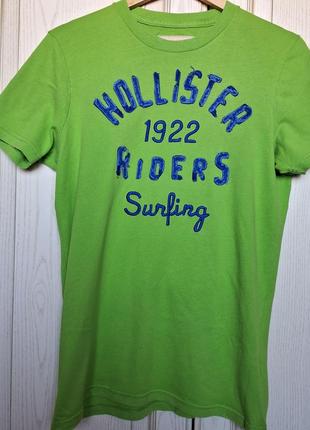 HOLLISTER
1922
RIDERS
Surfing